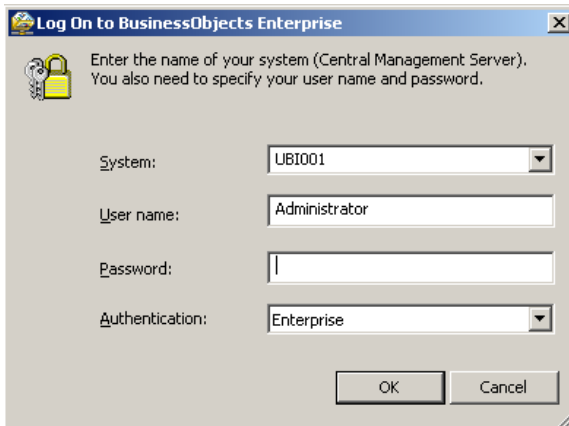 Log On to BusinessObjects Enterprise
Enter the name of your system (Central Management Server).
You also need to specify your user name and password.
System: UBI001
User name: Administrator
Password:
Authentication: Enterprise
OK Cancel